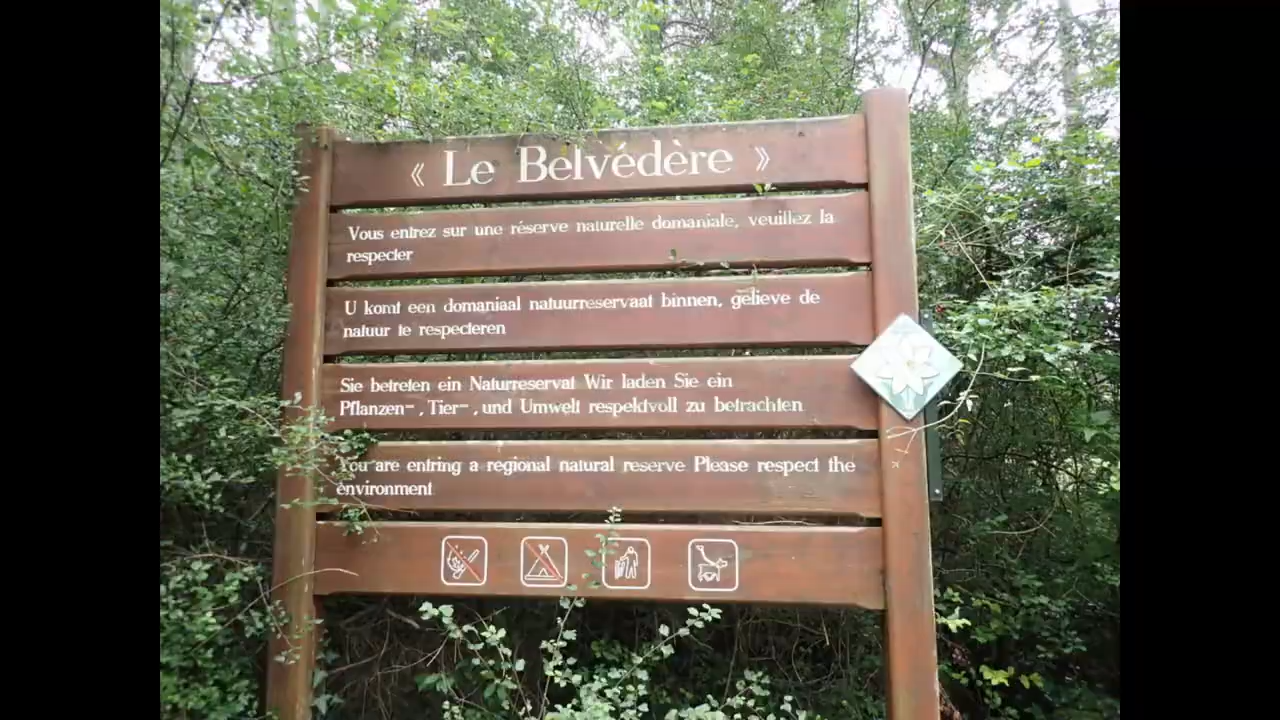 « Le Belvédère »
Vous entrez sur une réserve naturelle domaniale, veuillez la
respecter
U komt een domaniaal natuurreservaat binnen, gelieve de
natuur te respecteren
Sie betreten ein Naturreservat Wir laden Sie ein
Pflanzen-, Tier-, und Umwelt respektvoll zu betrachten
You are entring a regional natural reserve Please respect the
environment